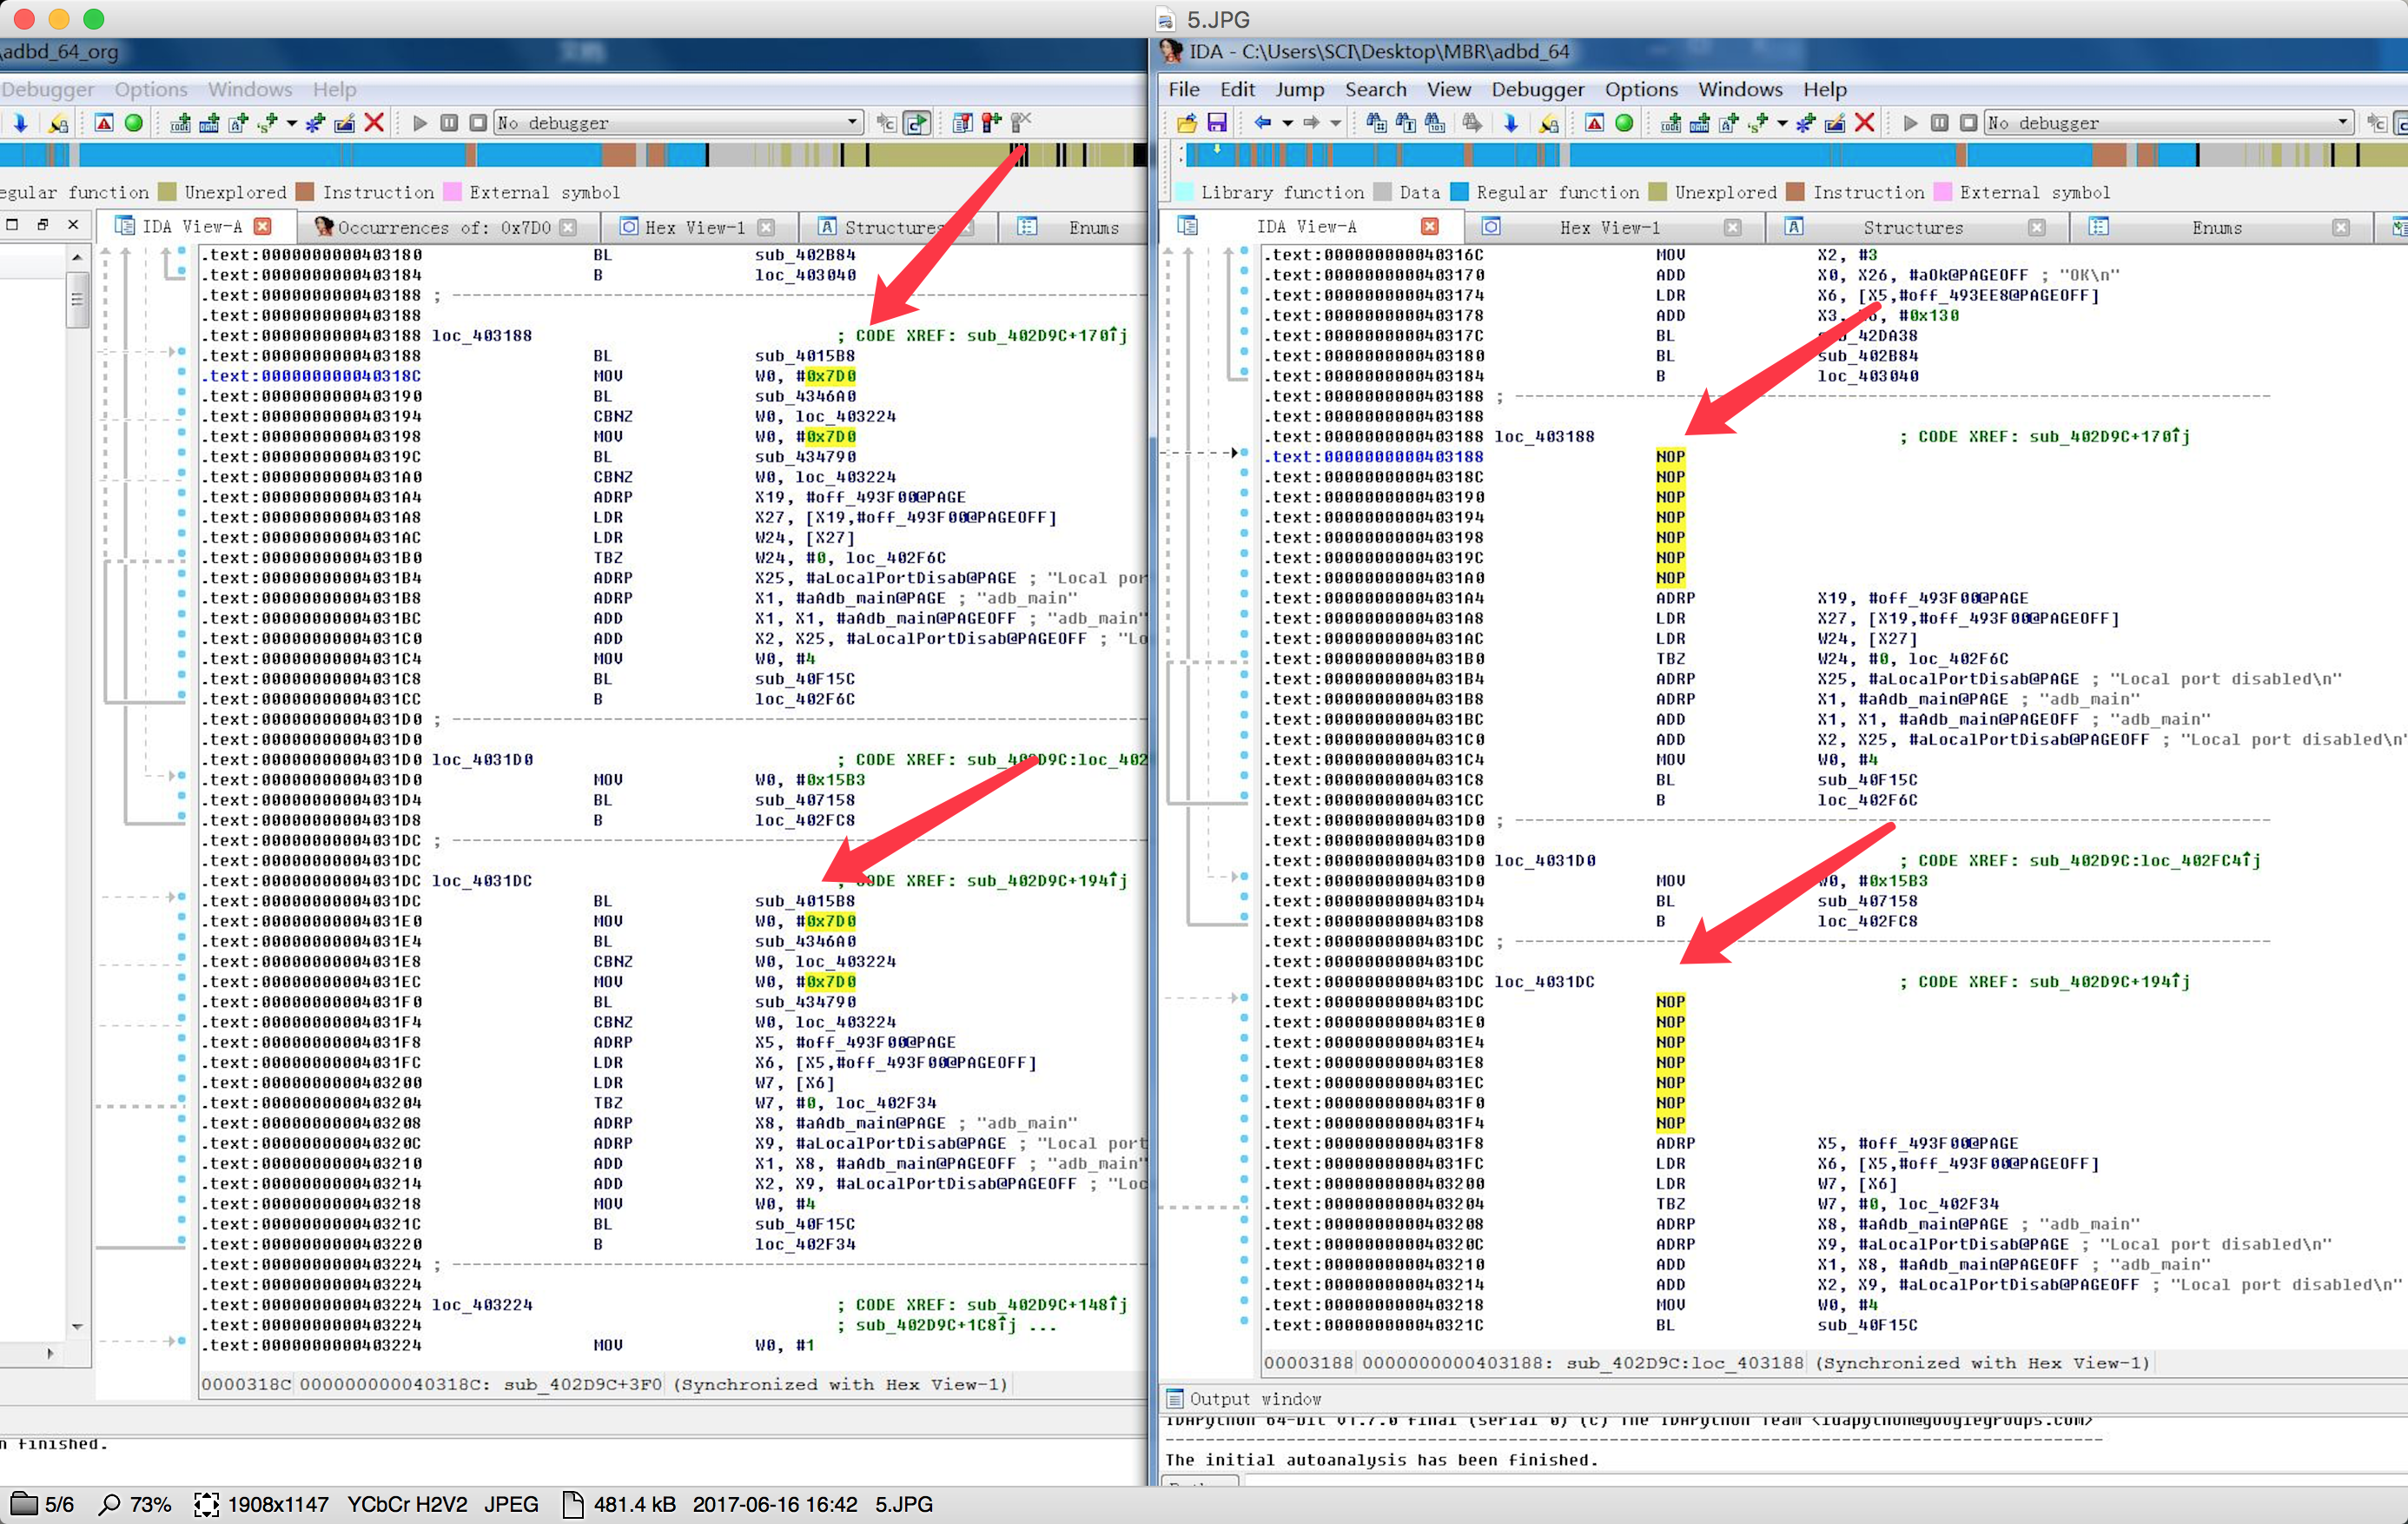 5.JPG
\adbd_64_org
Debugger Options Windows Help
No debugger
egular function Unexplored Instruction External symbol
IDA View-A Occurrences of: 0x7D0 Hex View-1 Structures Enums
.text:0000000000403180 BL sub_402B84
.text:0000000000403184 B loc_403040
.text:0000000000403188 ; ----------------------------------------
.text:0000000000403188
.text:0000000000403188 loc_403188 ; CODE XREF: sub_402D9C+170↑j
.text:0000000000403188 BL sub_4015B8
.text:000000000040318C MOV W0, #0x7D0
.text:0000000000403190 BL sub_4346A0
.text:0000000000403194 CBNZ W0, loc_403224
.text:0000000000403198 MOV W0, #0x7D0
.text:000000000040319C BL sub_434790
.text:00000000004031A0 CBNZ W0, loc_403224
.text:00000000004031A4 ADRP X19, #off_493F00@PAGE
.text:00000000004031A8 LDR X27, [X19,#off_493F00@PAGEOFF]
.text:00000000004031AC LDR W24, [X27]
.text:00000000004031B0 TBZ W24, #0, loc_402F6C
.text:00000000004031B4 ADRP X25, #aLocalPortDisab@PAGE ; "Local por
.text:00000000004031B8 ADRP X1, #aAdb_main@PAGE ; "adb_main"
.text:00000000004031BC ADD X1, X1, #aAdb_main@PAGEOFF ; "adb_main"
.text:00000000004031C0 ADD X2, X25, #aLocalPortDisab@PAGEOFF ; "Lo
.text:00000000004031C4 MOV W0, #4
.text:00000000004031C8 BL sub_40F15C
.text:00000000004031CC B loc_402F6C
.text:00000000004031D0 ; ----------------------------------------
.text:00000000004031D0
.text:00000000004031D0 loc_4031D0 ; CODE XREF: sub_402D9C:loc_402
.text:00000000004031D0 MOV W0, #0x15B3
.text:00000000004031D4 BL sub_407158
.text:00000000004031D8 B loc_402FC8
.text:00000000004031DC ; ----------------------------------------
.text:00000000004031DC
.text:00000000004031DC loc_4031DC ; CODE XREF: sub_402D9C+194↑j
.text:00000000004031DC BL sub_4015B8
.text:00000000004031E0 MOV W0, #0x7D0
.text:00000000004031E4 BL sub_4346A0
.text:00000000004031E8 CBNZ W0, loc_403224
.text:00000000004031EC MOV W0, #0x7D0
.text:00000000004031F0 BL sub_434790
.text:00000000004031F4 CBNZ W0, loc_403224
.text:00000000004031F8 ADRP X5, #off_493F00@PAGE
.text:00000000004031FC LDR X6, [X5,#off_493F00@PAGEOFF]
.text:0000000000403200 LDR W7, [X6]
.text:0000000000403204 TBZ W7, #0, loc_402F34
.text:0000000000403208 ADRP X8, #aAdb_main@PAGE ; "adb_main"
.text:000000000040320C ADRP X9, #aLocalPortDisab@PAGE ; "Local port
.text:0000000000403210 ADD X1, X8, #aAdb_main@PAGEOFF ; "adb_main"
.text:0000000000403214 ADD X2, X9, #aLocalPortDisab@PAGEOFF ; "Loc
.text:0000000000403218 MOV W0, #4
.text:000000000040321C BL sub_40F15C
.text:0000000000403220 B loc_402F34
.text:0000000000403224 ; ----------------------------------------
.text:0000000000403224
.text:0000000000403224 loc_403224 ; CODE XREF: sub_402D9C+148↑j
.text:0000000000403224 ; sub_402D9C+1C8↑j ...
.text:0000000000403224 MOV W0, #1
0000318C 000000000040318C: sub_402D9C+3F0 (Synchronized with Hex View-1)
n finished.
IDA - C:\Users\SCI\Desktop\MBR\adbd_64
File Edit Jump Search View Debugger Options Windows Help
No debugger
Library function Data Regular function Unexplored Instruction External symbol
IDA View-A Hex View-1 Structures Enums
.text:000000000040316C MOV X2, #3
.text:0000000000403170 ADD X0, X26, #aOk@PAGEOFF ; "OK\n"
.text:0000000000403174 LDR X6, [X5,#off_493EE8@PAGEOFF]
.text:0000000000403178 ADD X3, #0x130
.text:000000000040317C BL sub_42DA38
.text:0000000000403180 BL sub_402B84
.text:0000000000403184 B loc_403040
.text:0000000000403188 ; ----------------------------------------
.text:0000000000403188
.text:0000000000403188 loc_403188 ; CODE XREF: sub_402D9C+170↑j
.text:0000000000403188 NOP
.text:000000000040318C NOP
.text:0000000000403190 NOP
.text:0000000000403194 NOP
.text:0000000000403198 NOP
.text:000000000040319C NOP
.text:00000000004031A0 NOP
.text:00000000004031A4 ADRP X19, #off_493F00@PAGE
.text:00000000004031A8 LDR X27, [X19,#off_493F00@PAGEOFF]
.text:00000000004031AC LDR W24, [X27]
.text:00000000004031B0 TBZ W24, #0, loc_402F6C
.text:00000000004031B4 ADRP X25, #aLocalPortDisab@PAGE ; "Local port disabled\n"
.text:00000000004031B8 ADRP X1, #aAdb_main@PAGE ; "adb_main"
.text:00000000004031BC ADD X1, X1, #aAdb_main@PAGEOFF ; "adb_main"
.text:00000000004031C0 ADD X2, X25, #aLocalPortDisab@PAGEOFF ; "Local port disabled\n"
.text:00000000004031C4 MOV W0, #4
.text:00000000004031C8 BL sub_40F15C
.text:00000000004031CC B loc_402F6C
.text:00000000004031D0 ; ----------------------------------------
.text:00000000004031D0
.text:00000000004031D0 loc_4031D0 ; CODE XREF: sub_402D9C:loc_402FC4↑j
.text:00000000004031D0 MOV W0, #0x15B3
.text:00000000004031D4 BL sub_407158
.text:00000000004031D8 B loc_402FC8
.text:00000000004031DC ; ----------------------------------------
.text:00000000004031DC
.text:00000000004031DC loc_4031DC ; CODE XREF: sub_402D9C+194↑j
.text:00000000004031DC NOP
.text:00000000004031E0 NOP
.text:00000000004031E4 NOP
.text:00000000004031E8 NOP
.text:00000000004031EC NOP
.text:00000000004031F0 NOP
.text:00000000004031F4 NOP
.text:00000000004031F8 ADRP X5, #off_493F00@PAGE
.text:00000000004031FC LDR X6, [X5,#off_493F00@PAGEOFF]
.text:0000000000403200 LDR W7, [X6]
.text:0000000000403204 TBZ W7, #0, loc_402F34
.text:0000000000403208 ADRP X8, #aAdb_main@PAGE ; "adb_main"
.text:000000000040320C ADRP X9, #aLocalPortDisab@PAGE ; "Local port disabled\n"
.text:0000000000403210 ADD X1, X8, #aAdb_main@PAGEOFF ; "adb_main"
.text:0000000000403214 ADD X2, X9, #aLocalPortDisab@PAGEOFF ; "Local port disabled\n"
.text:0000000000403218 MOV W0, #4
.text:000000000040321C BL sub_40F15C
00003188 0000000000403188: sub_402D9C:loc_403188 (Synchronized with Hex View-1)
Output window
IDAPython 64-bit v1.7.0 final (serial 0) (c) The IDAPython Team <idapython@googlegroups.com>
----------------------------------------
The initial autoanalysis has been finished.
5/6 73% 1908x1147 YCbCr H2V2 JPEG 481.4 kB 2017-06-16 16:42 5.JPG